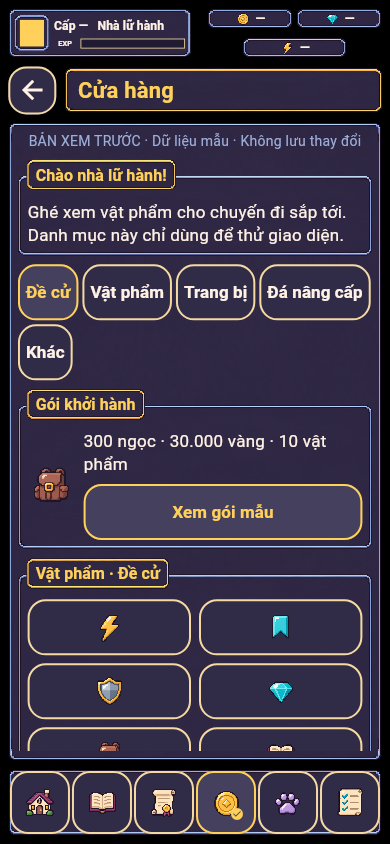 Cấp — Nhà lữ hành
EXP
—
—
—
Cửa hàng
BẢN XEM TRƯỚC · Dữ liệu mẫu · Không lưu thay đổi
Chào nhà lữ hành!
Ghé xem vật phẩm cho chuyến đi sắp tới.
Danh mục này chỉ dùng để thử giao diện.
Đề cử
Vật phẩm
Trang bị
Đá nâng cấp
Khác
Gói khởi hành
300 ngọc · 30.000 vàng · 10 vật
phẩm
Xem gói mẫu
Vật phẩm · Đề cử